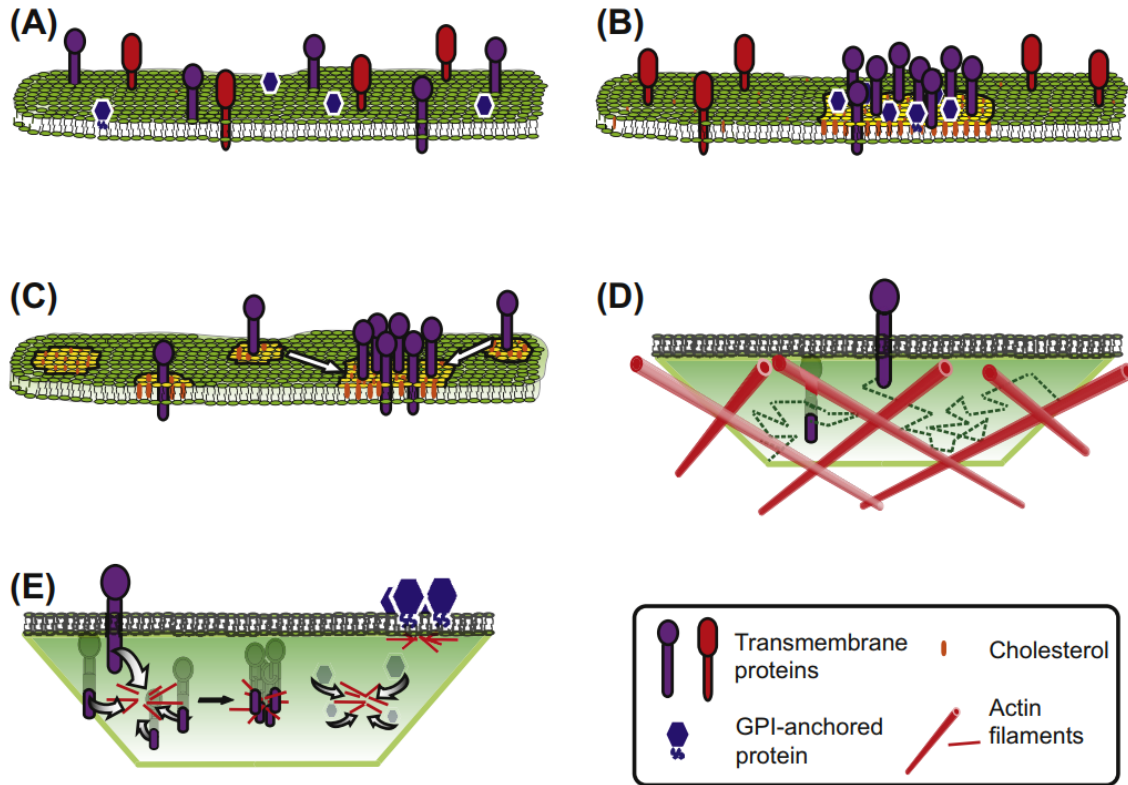 (A)
(B)
(C)
(D)
(E)
Transmembrane
proteins
Cholesterol
GPI-anchored
protein
Actin
filaments